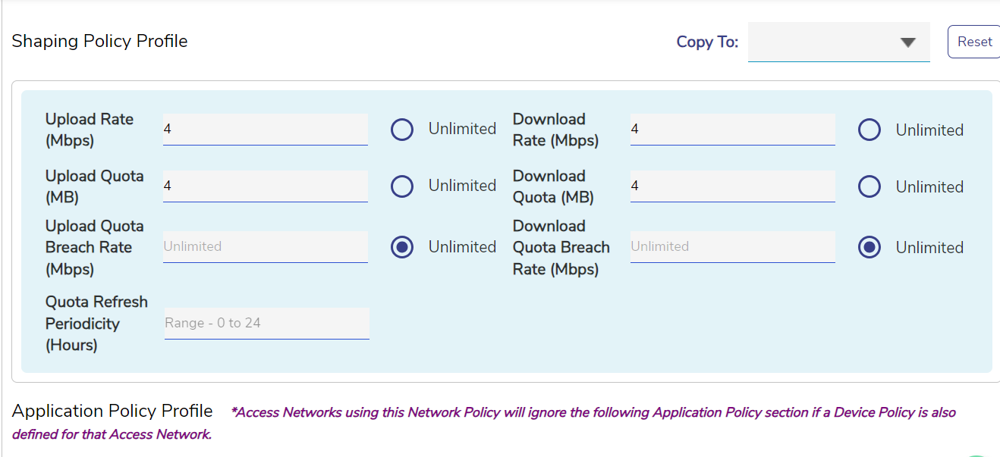 Shaping Policy Profile
Copy To:
Reset
Upload Rate
(Mbps)
4
Unlimited
Download
Rate (Mbps)
4
Unlimited
Upload Quota
(MB)
4
Unlimited
Download
Quota (MB)
4
Unlimited
Upload Quota
Breach Rate
(Mbps)
Unlimited
Unlimited
Download
Quota Breach
Rate (Mbps)
Unlimited
Unlimited
Quota Refresh
Periodicity
(Hours)
Range - 0 to 24
Application Policy Profile *Access Networks using this Network Policy will ignore the following Application Policy section if a Device Policy is also
defined for that Access Network.